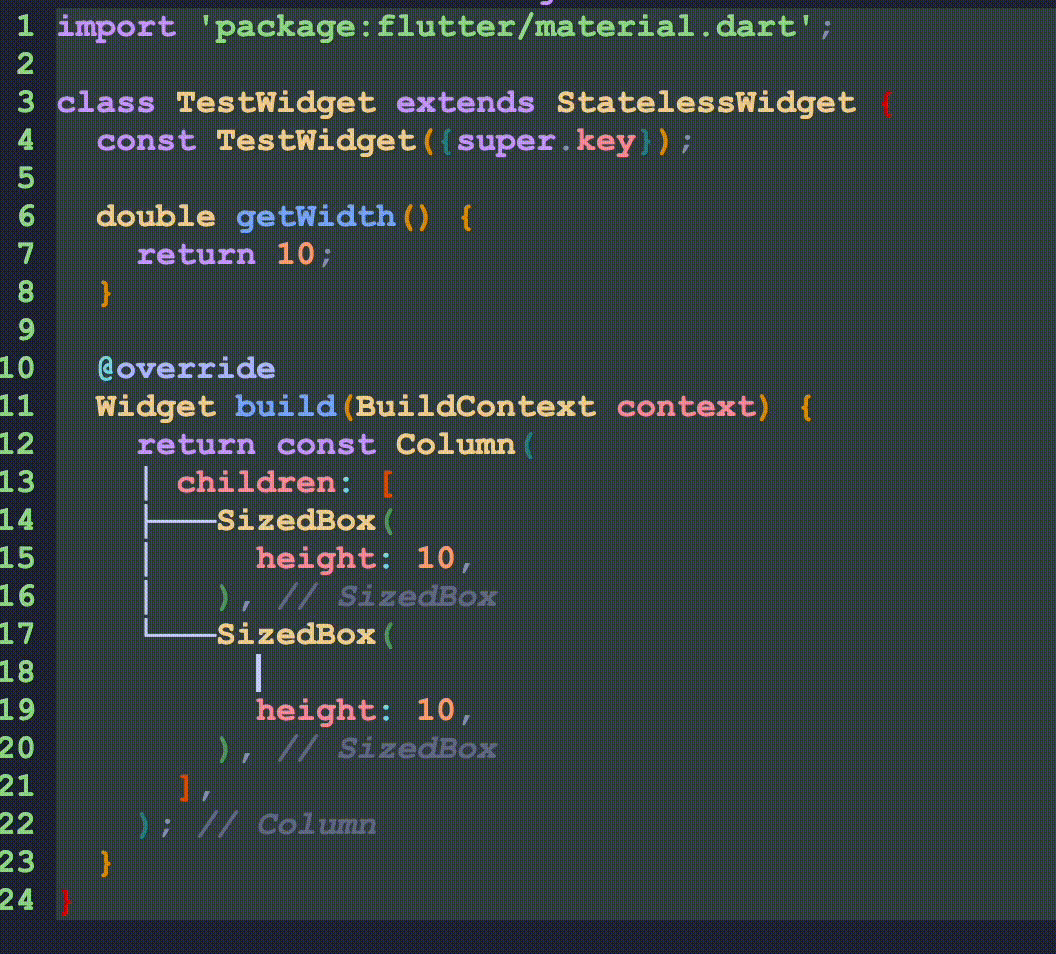 1 import 'package:flutter/material.dart';
2
3 class TestWidget extends StatelessWidget {
4   const TestWidget({super.key});
5
6   double getWidth() {
7     return 10;
8   }
9
10   @override
11   Widget build(BuildContext context) {
12     return const Column(
13       children: [
14         SizedBox(
15           height: 10,
16         ), // SizedBox
17         SizedBox(
18
19           height: 10,
20         ), // SizedBox
21       ],
22     ); // Column
23   }
24 }